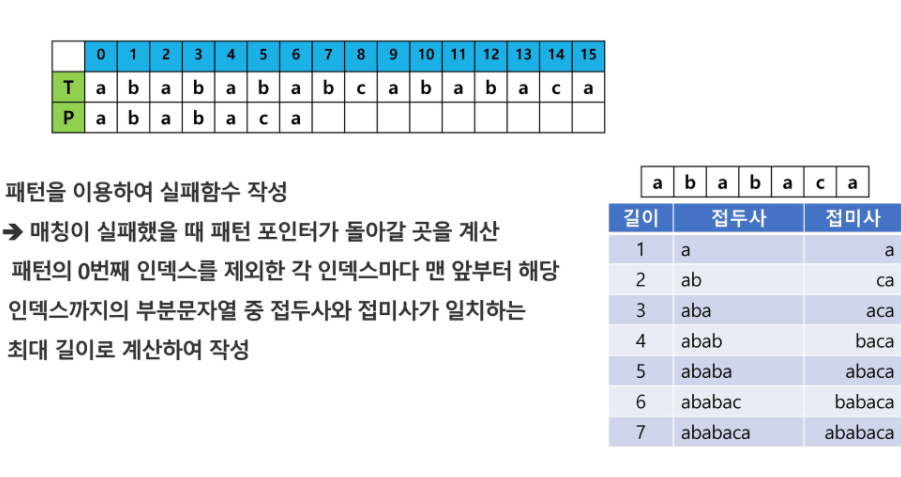 0 1 2 3 4 5 6 7 8 9 10 11 12 13 14 15
T a b a b a b a b c a b a b a c a
P a b a b a c a
패턴을 이용하여 실패함수 작성
➔ 매칭이 실패했을 때 패턴 포인터가 돌아갈 곳을 계산
패턴의 0번째 인덱스를 제외한 각 인덱스마다 맨 앞부터 해당
인덱스까지의 부분문자열 중 접두사와 접미사가 일치하는
최대 길이로 계산하여 작성
a b a b a c a
길이 접두사 접미사
1 a a
2 ab ca
3 aba aca
4 abab baca
5 ababa abaca
6 ababac babaca
7 ababaca ababaca